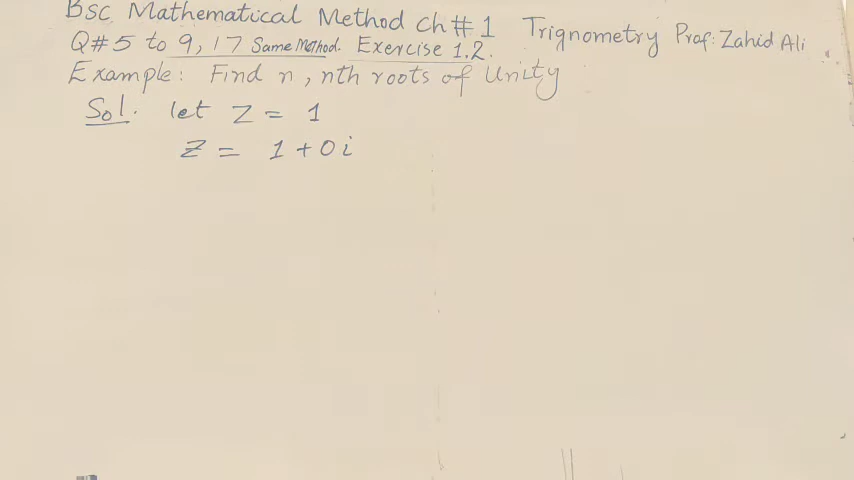 BSC Mathematical Method Ch # 1 Trignometry Prof: Zahid Ali
Q#5 to 9, 17 Same Method. Exercise 1.2.
Example: Find n, nth roots of Unity
Sol. let Z = 1
Z = 1 + 0i